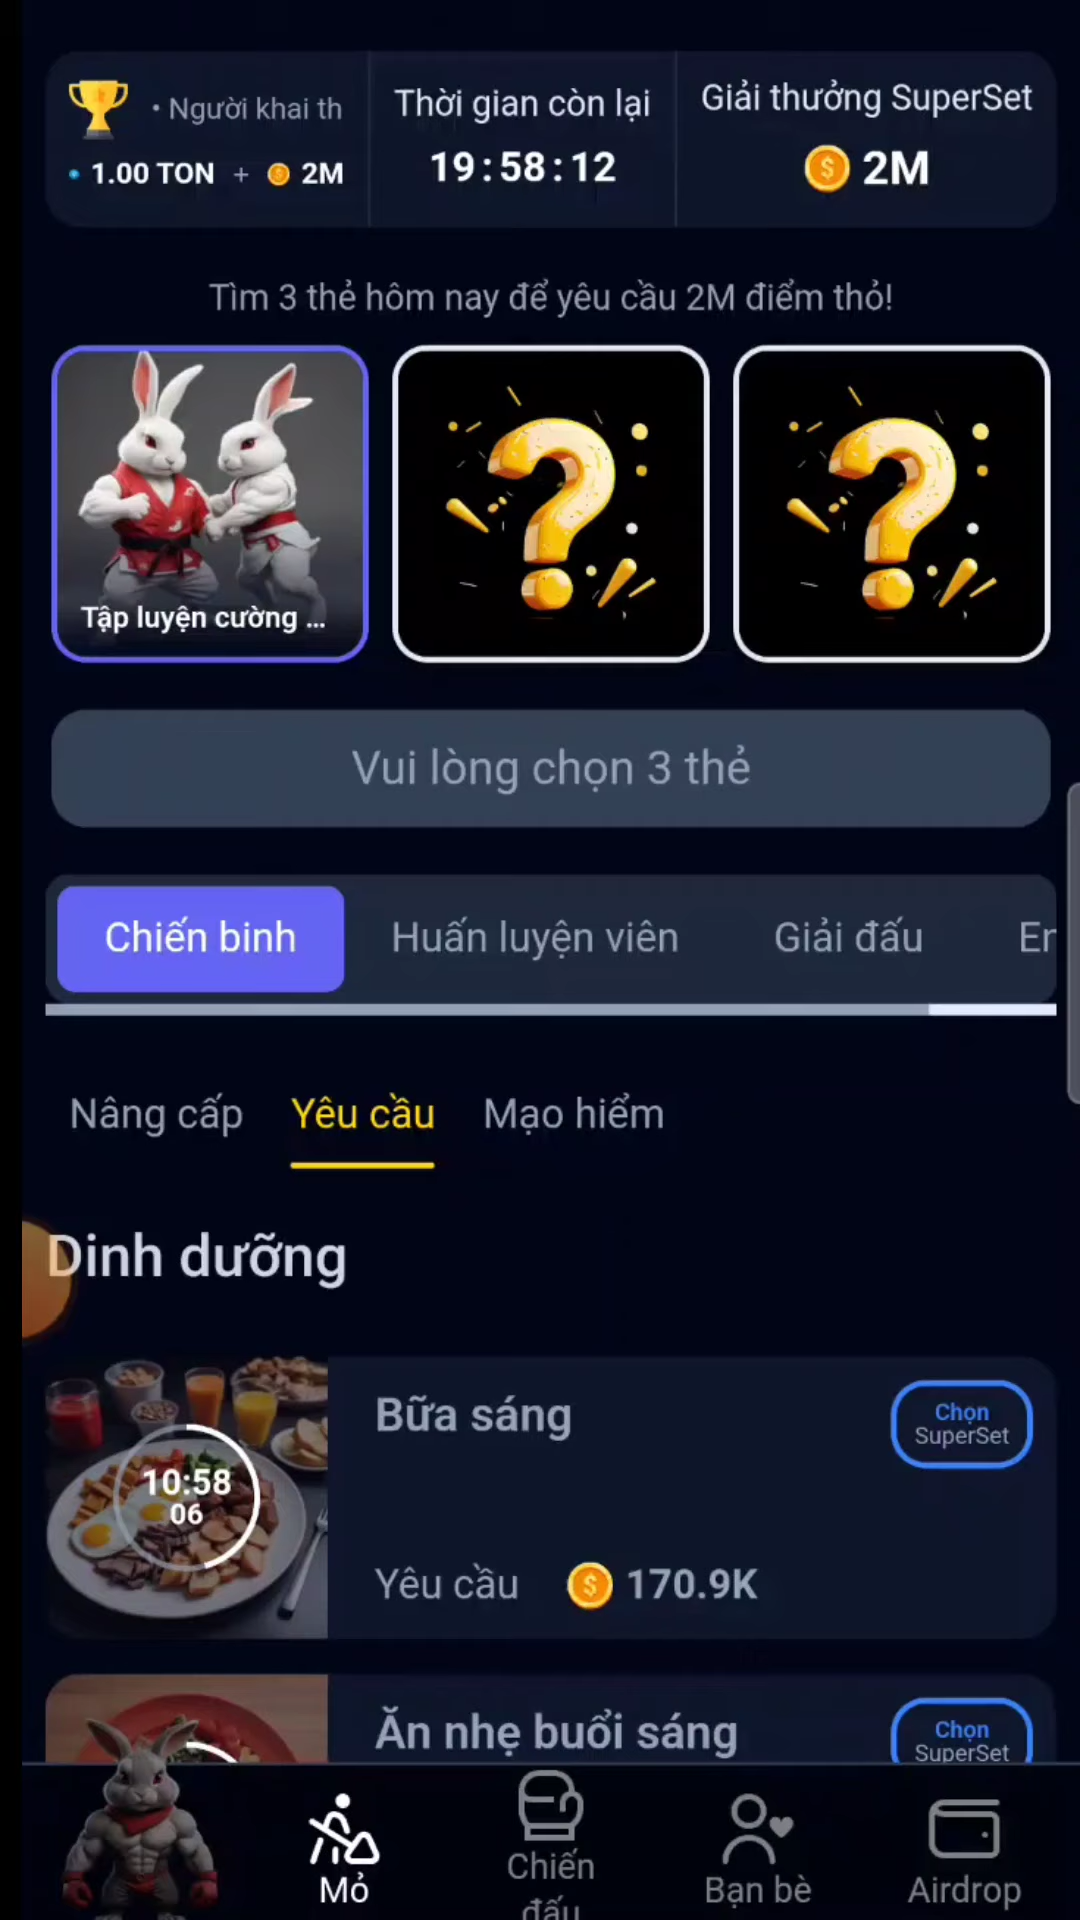 • Người khai th
1.00 TON + 2M
Thời gian còn lại
19:58:12
Giải thưởng SuperSet
2M
Tìm 3 thẻ hôm nay để yêu cầu 2M điểm thỏ!
Tập luyện cường ...
Vui lòng chọn 3 thẻ
Chiến binh
Huấn luyện viên
Giải đấu
En
Nâng cấp
Yêu cầu
Mạo hiểm
Dinh dưỡng
10:58
06
Bữa sáng
Chọn
SuperSet
Yêu cầu 170.9K
Ăn nhẹ buổi sáng
Chọn
SuperSet
Mỏ
Chiến
đấu
Bạn bè
Airdrop